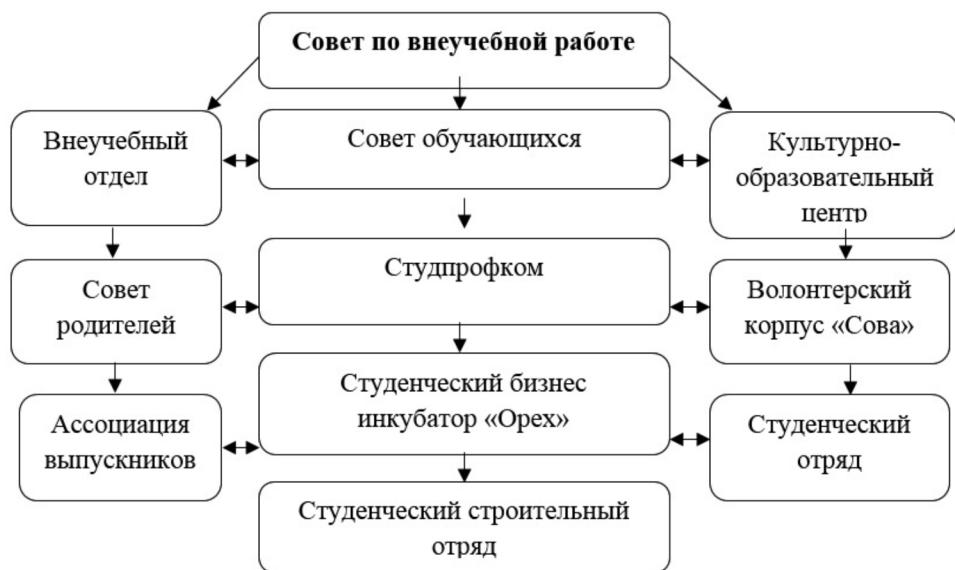 Совет по внеучебной работе
Внеучебный
отдел
Совет обучающихся
Культурно-
образовательный
центр
Совет
родителей
Студпрофком
Волонтерский
корпус «Сова»
Ассоциация
выпускников
Студенческий бизнес
инкубатор «Орех»
Студенческий
отряд
Студенческий строительный
отряд